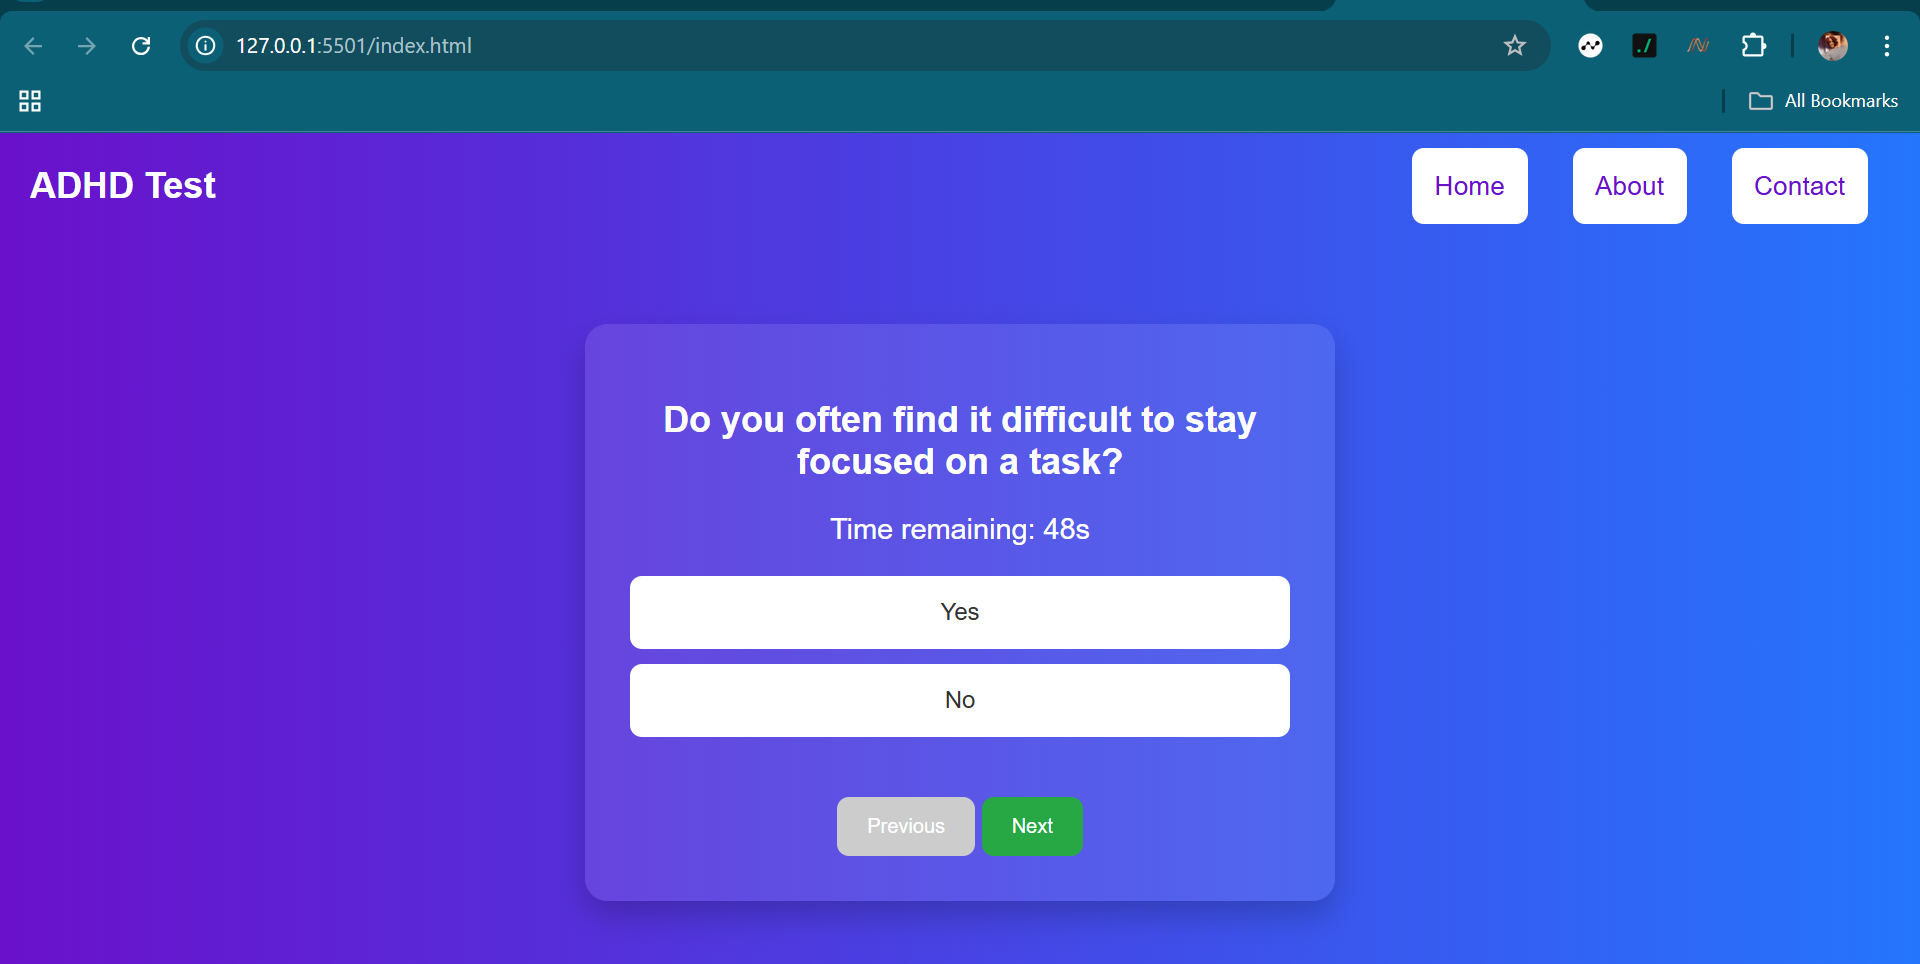 127.0.0.1:5501/index.html
All Bookmarks
ADHD Test
Home
About
Contact
Do you often find it difficult to stay
focused on a task?
Time remaining: 48s
Yes
No
Previous
Next